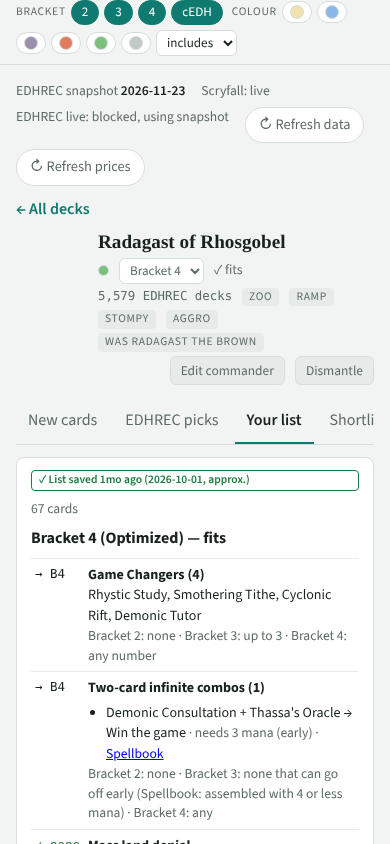 BRACKET 2 3 4 cEDH COLOUR
includes
EDHREC snapshot 2026-11-23 Scryfall: live
EDHREC live: blocked, using snapshot ↻ Refresh data
↻ Refresh prices
← All decks
Radagast of Rhosgobel
Bracket 4 ✓ fits
5,579 EDHREC decks ZOO RAMP
STOMPY AGGRO
WAS RADAGAST THE BROWN
Edit commander Dismantle
New cards EDHREC picks Your list Shortli
✓ List saved 1mo ago (2026-10-01, approx.)
67 cards
Bracket 4 (Optimized) — fits
→ B4 Game Changers (4)
Rhystic Study, Smothering Tithe, Cyclonic
Rift, Demonic Tutor
Bracket 2: none · Bracket 3: up to 3 · Bracket 4:
any number
→ B4 Two-card infinite combos (1)
• Demonic Consultation + Thassa's Oracle →
Win the game · needs 3 mana (early) ·
Spellbook
Bracket 2: none · Bracket 3: none that can go
off early (Spellbook: assembled with 4 or less
mana) · Bracket 4: any
→ none Mass land denial